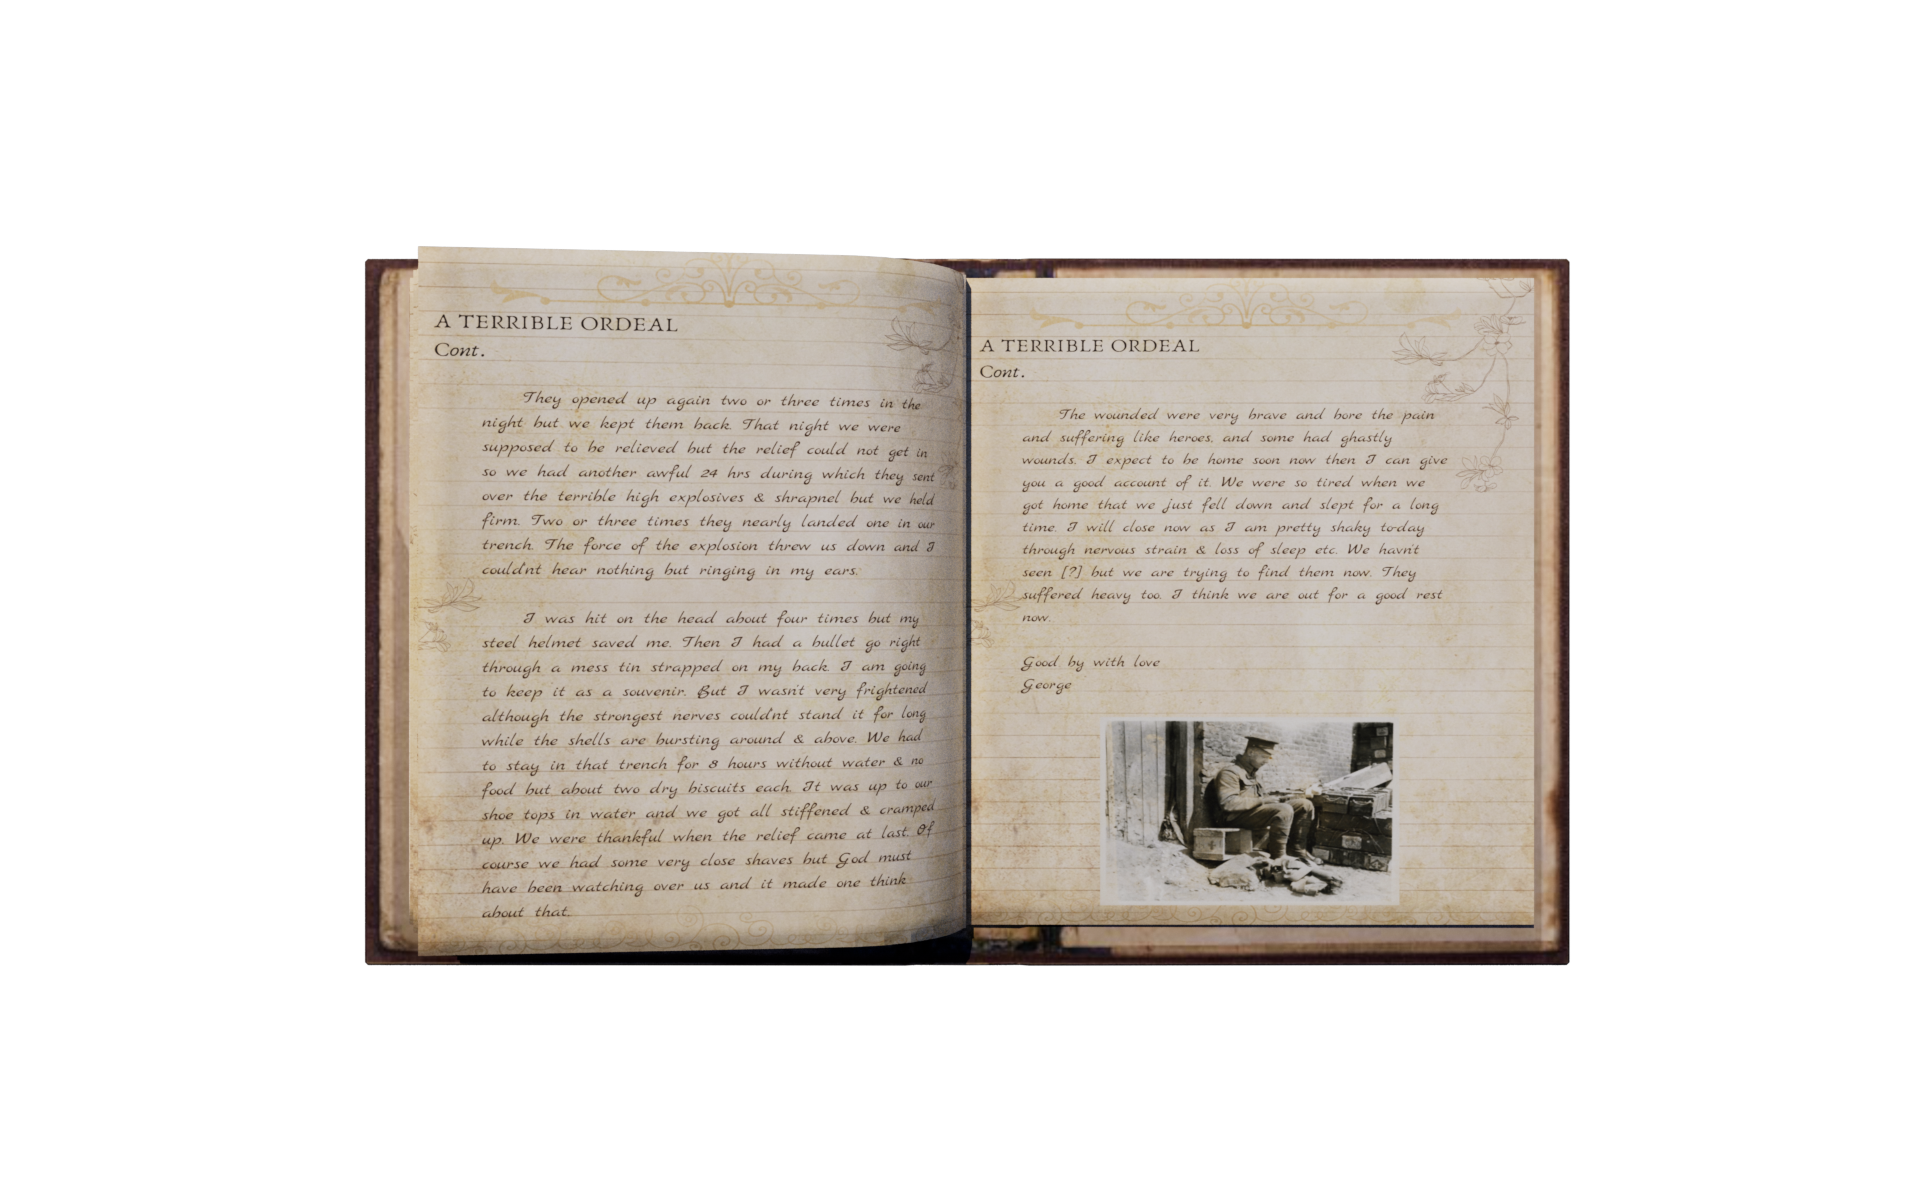 A TERRIBLE ORDEAL
Cont.
They opened up again two or three times in the
night but we kept them back. That night we were
supposed to be relieved but the relief could not get in
so we had another awful 24 hrs during which they sent
over the terrible high explosives & shrapnel but we held
firm. Two or three times they nearly landed one in our
trench. The force of the explosion threw us down and I
could'nt hear nothing but ringing in my ears.
I was hit on the head about four times but my
steel helmet saved me. Then I had a bullet go right
through a mess tin strapped on my back. I am going
to keep it as a souvenir. But I wasn't very frightened
although the strongest nerves could'nt stand it for long
while the shells are bursting around & above. We had
to stay in that trench for 8 hours without water & no
food but about two dry biscuits each. It was up to our
shoe tops in water and we got all stiffened & cramped
up. We were thankful when the relief came at last. Of
course we had some very close shaves but God must
have been watching over us and it made one think
about that.
A TERRIBLE ORDEAL
Cont.
The wounded were very brave and bore the pain
and suffering like heroes, and some had ghastly
wounds. I expect to be home soon now then I can give
you a good account of it. We were so tired when we
got home that we just fell down and slept for a long
time. I will close now as I am pretty shaky to-day
through nervous strain & loss of sleep etc. We hav'nt
seen [?] but we are trying to find them now. They
suffered heavy too. I think we are out for a good rest
now.
Good by with love
George